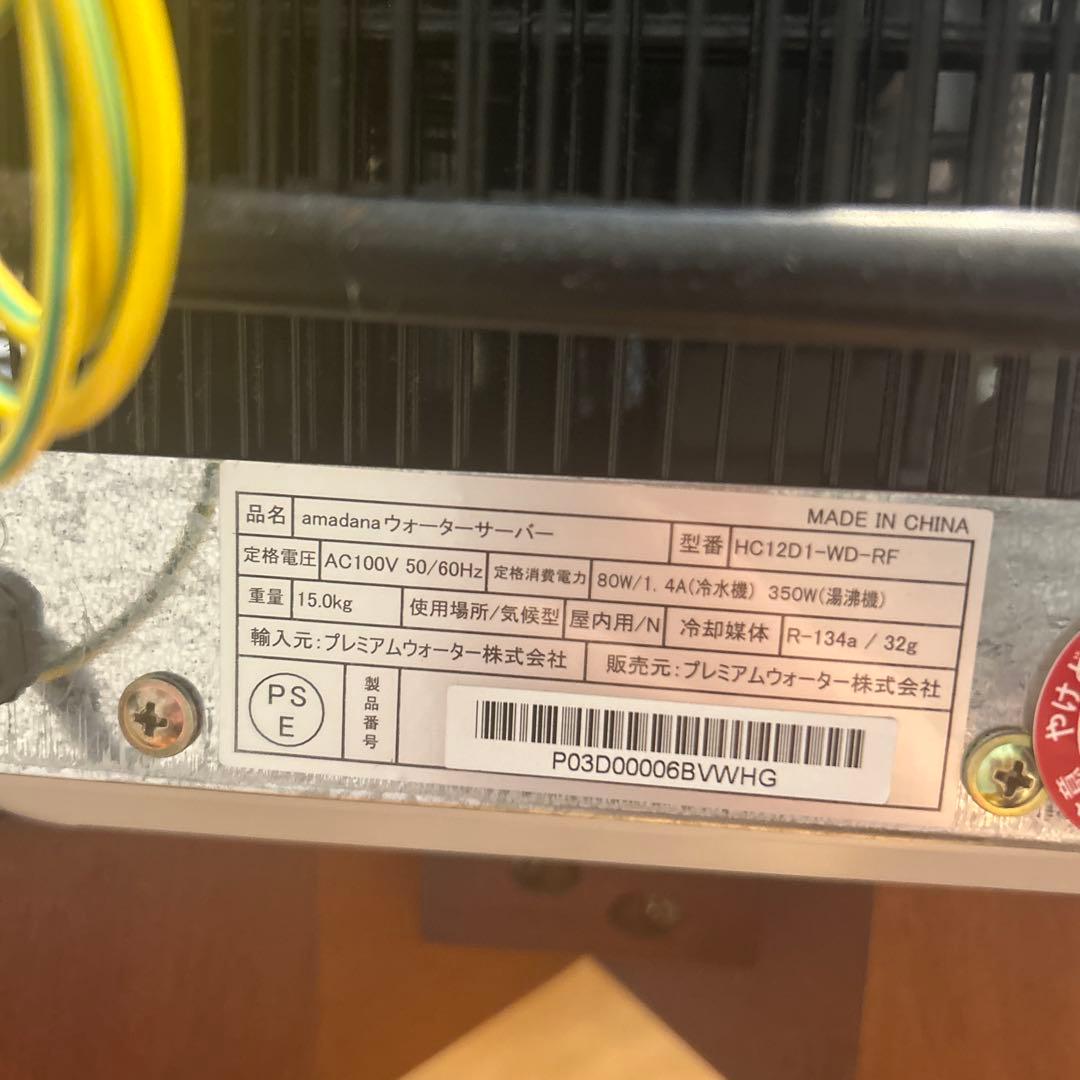 MADE IN CHINA
品名 amadanaウォーターサーバー 型番 HC12D1-WD-RF
定格電圧 AC100V 50/60Hz 定格消費電力 80W/1.4A(冷水機) 350W(湯沸機)
重量 15.0kg 使用場所/気候型 屋内用/N 冷却媒体 R-134a / 32g
輸入元:プレミアムウォーター株式会社 販売元:プレミアムウォーター株式会社
PS
E
製品番号
P03D00006BVWHG
やけど